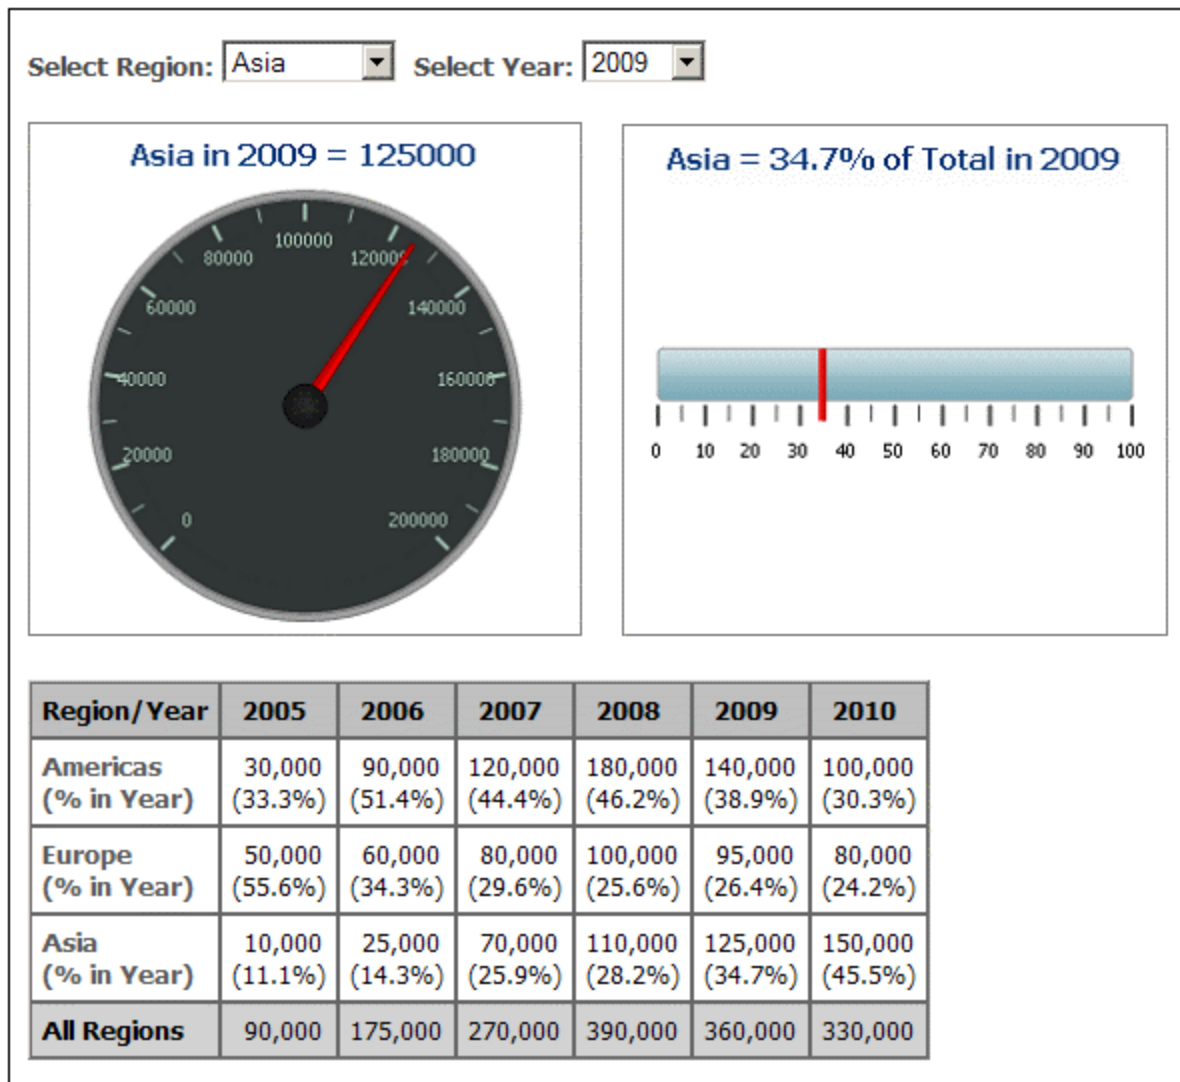 Select Region: Asia Select Year: 2009
Asia in 2009 = 125000
100000
80000 120000
60000 140000
40000 160000
20000 180000
0 200000
Asia = 34.7% of Total in 2009
0 10 20 30 40 50 60 70 80 90 100
Region/Year 2005 2006 2007 2008 2009 2010
Americas 30,000 90,000 120,000 180,000 140,000 100,000
(% in Year) (33.3%) (51.4%) (44.4%) (46.2%) (38.9%) (30.3%)
Europe 50,000 60,000 80,000 100,000 95,000 80,000
(% in Year) (55.6%) (34.3%) (29.6%) (25.6%) (26.4%) (24.2%)
Asia 10,000 25,000 70,000 110,000 125,000 150,000
(% in Year) (11.1%) (14.3%) (25.9%) (28.2%) (34.7%) (45.5%)
All Regions 90,000 175,000 270,000 390,000 360,000 330,000